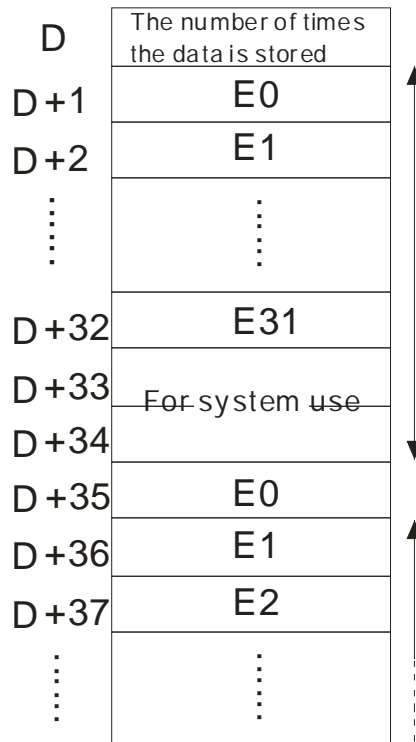 D The number of times
the data is stored
D+1 E0
D+2 E1
...... ......
D+32 E31
D+33
For system use
D+34
D+35 E0
D+36 E1
D+37 E2
...... ......